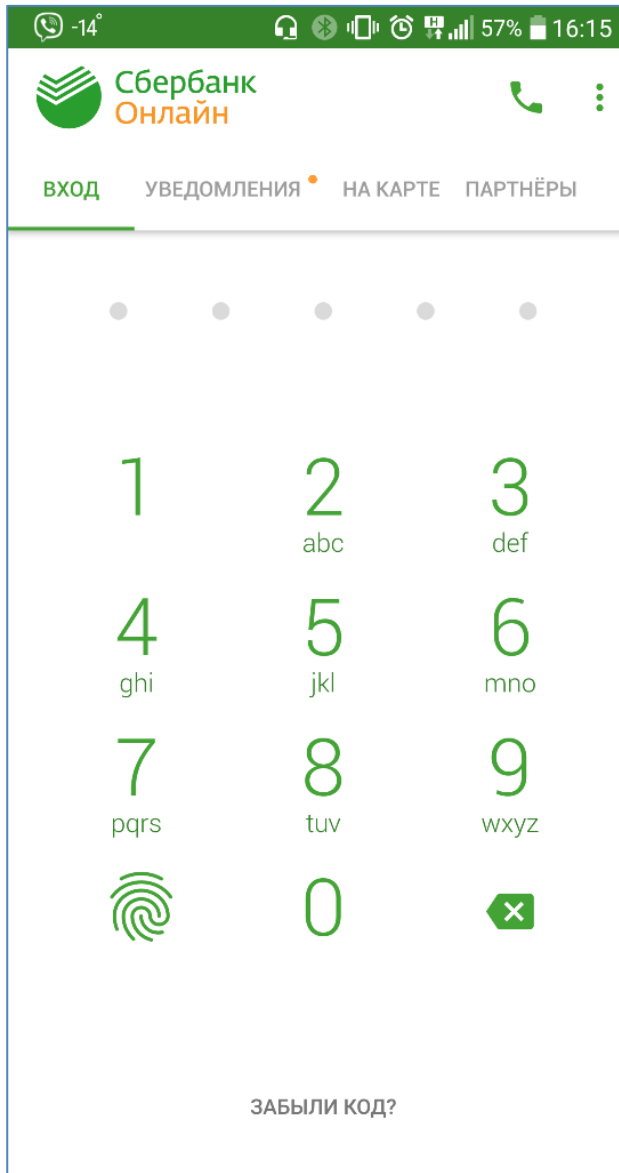 -14° H 57% 16:15
Сбербанк
Онлайн
ВХОД УВЕДОМЛЕНИЯ НА КАРТЕ ПАРТНЁРЫ
1 2 3
abc def
4 5 6
ghi jkl mno
7 8 9
pqrs tuv wxyz
0
ЗАБЫЛИ КОД?